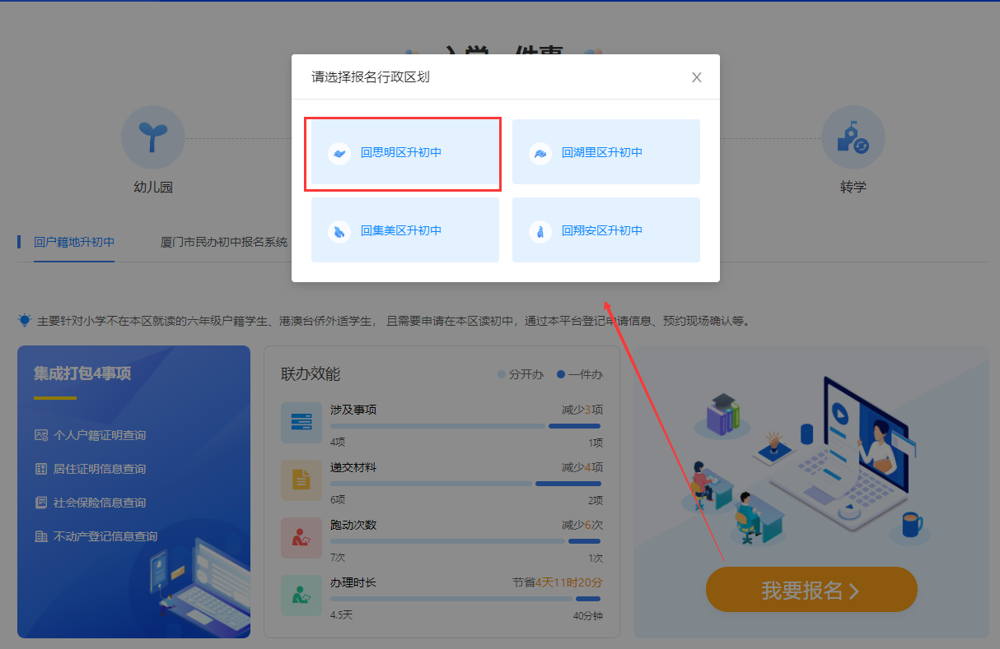 入学一件事
请选择报名行政区划
X
回思明区升初中
回湖里区升初中
回集美区升初中
回翔安区升初中
幼儿园
转学
回户籍地升初中
厦门市民办初中报名系统
主要针对小学不在本区就读的六年级户籍学生、港澳台侨外适学生， 且需要申请在本区读初中，通过本平台登记申请信息、预约现场确认等。
集成打包4事项
个人户籍证明查询
居住证明信息查询
社会保险信息查询
不动产登记信息查询
联办效能
分开办
一件办
涉及事项
减少3项
4项
1项
递交材料
减少4项
6项
2项
跑动次数
减少6次
7次
1次
办理时长
节省4天11时20分
4.5天
40分钟
我要报名